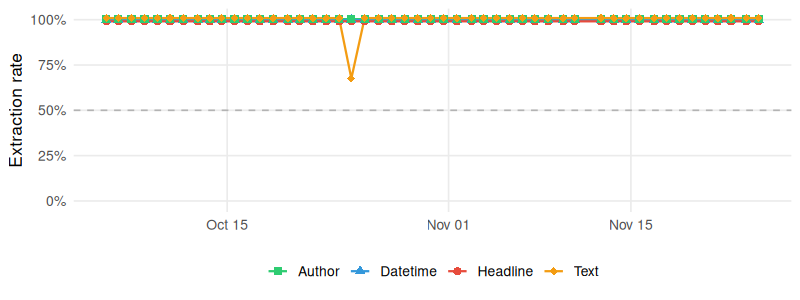 100%
75%
50%
25%
0%
Extraction rate
Oct 15 Nov 01 Nov 15
Author Datetime Headline Text